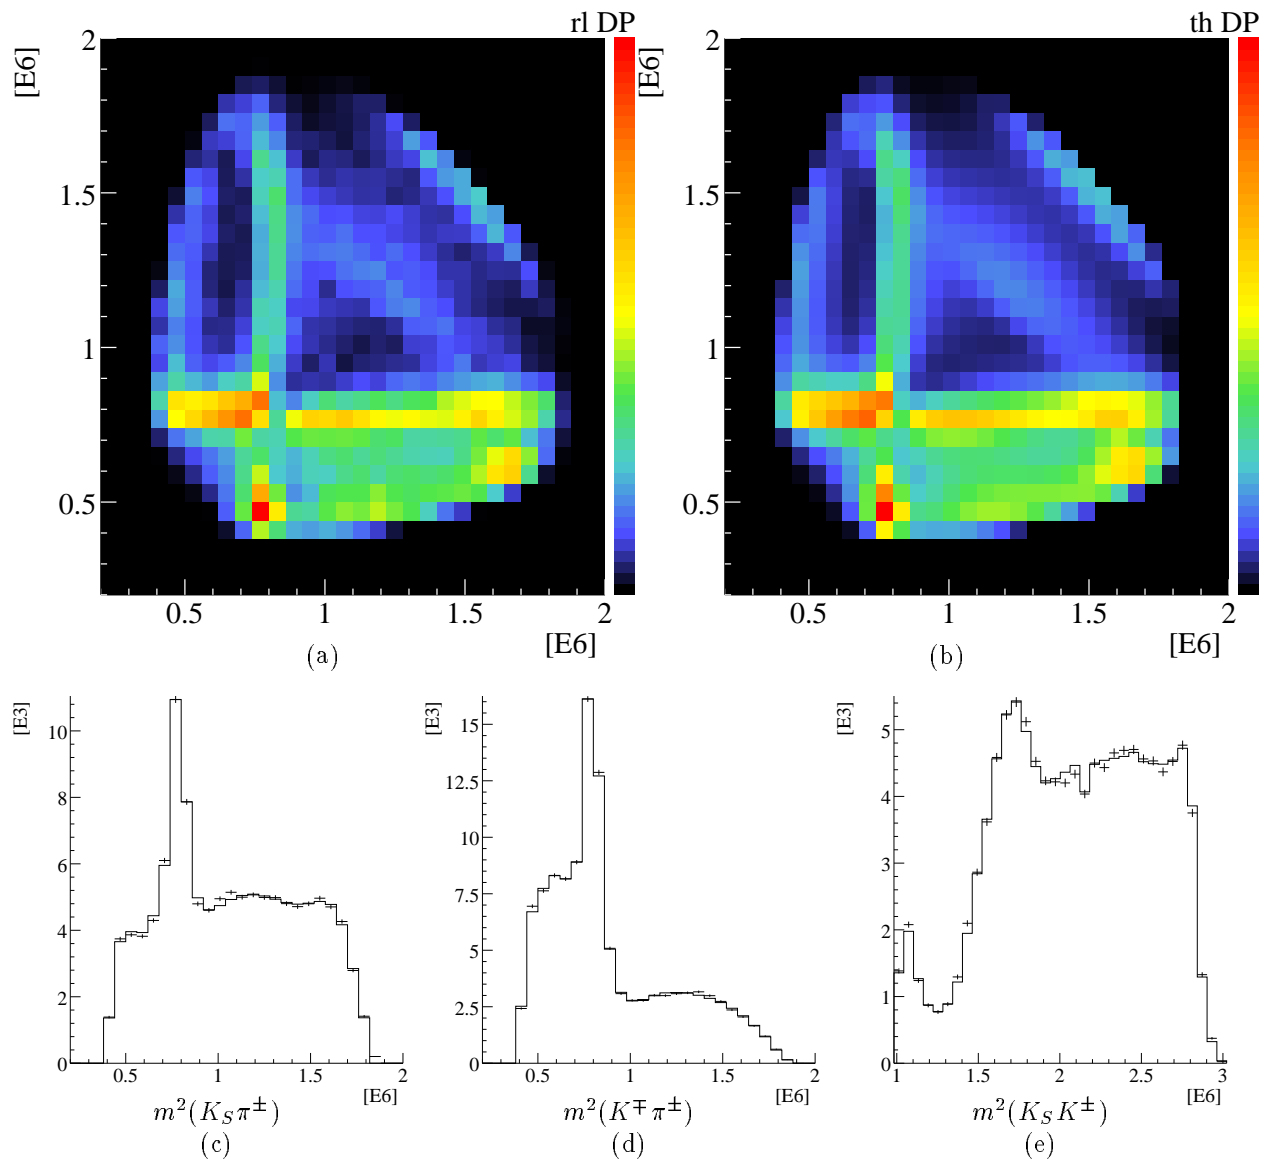 rl DP
th DP
[E6]
[E6]
2
1.5
1
0.5
2
1.5
1
0.5
0.5 1 1.5 2
0.5 1 1.5 2
[E6]
[E6]
(a)
(b)
[E3]
[E3]
[E3]
10
8
6
4
2
0
15
12.5
10
7.5
5
2.5
0
5
4
3
2
1
0
0.5 1 1.5 2
0.5 1 1.5 2
1 1.5 2 2.5 3
[E6]
[E6]
[E6]
m²(K_S π^±)
m²(K^∓ π^±)
m²(K_S K^±)
(c)
(d)
(e)